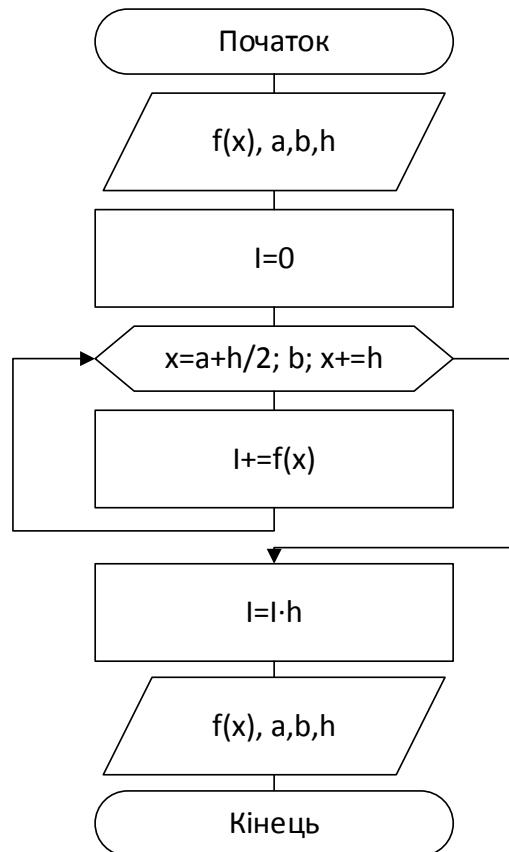 Початок
f(x), a,b,h
I=0
x=a+h/2; b; x+=h
I+=f(x)
I=I·h
f(x), a,b,h
Кінець